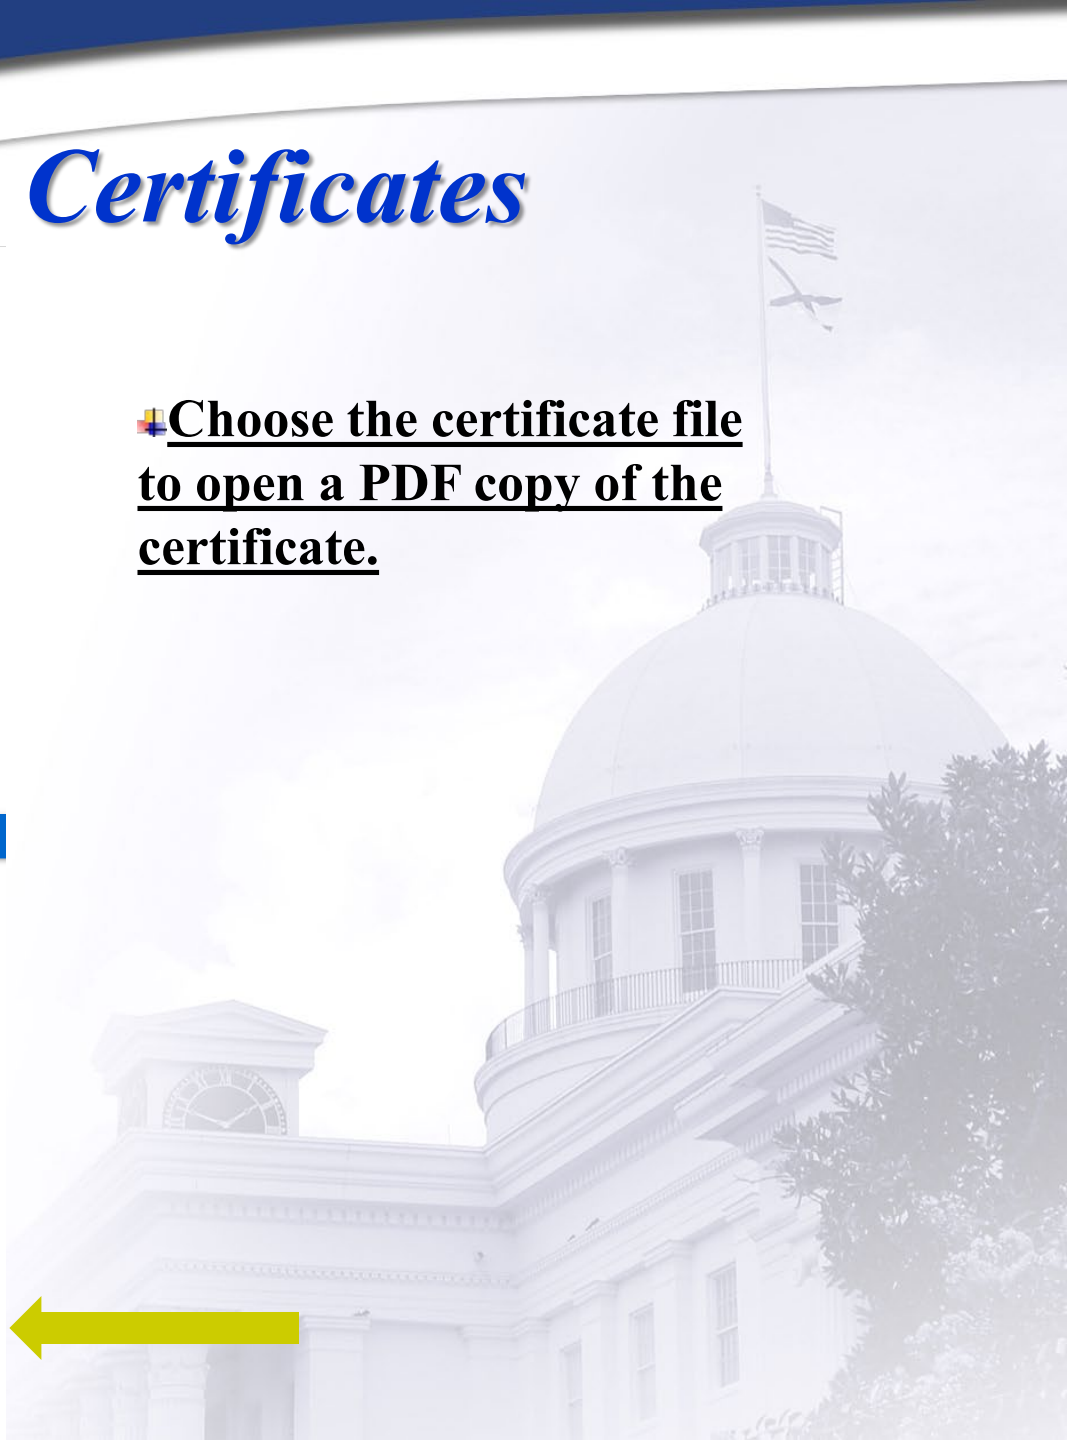 Certificates
Choose the certificate file
to open a PDF copy of the
certificate.